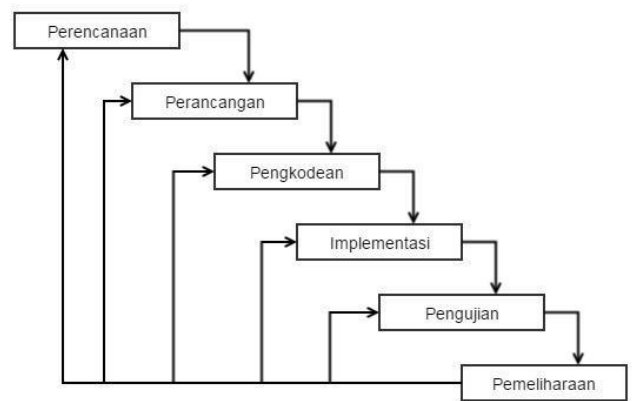 Perencanaan
Perancangan
Pengkodean
Implementasi
Pengujian
Pemeliharaan